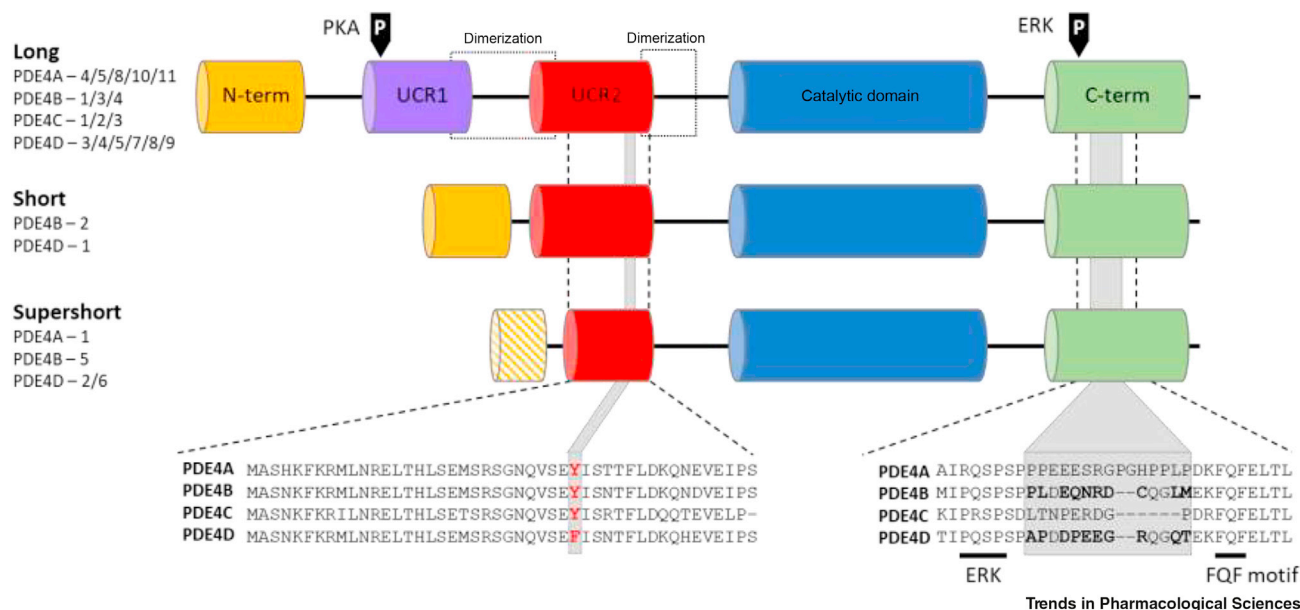 PKA
P
Dimerization
Dimerization
ERK
P
Long
PDE4A – 4/5/8/10/11
PDE4B – 1/3/4
PDE4C – 1/2/3
PDE4D – 3/4/5/7/8/9
N-term
UCR1
UCR2
Catalytic domain
C-term
Short
PDE4B – 2
PDE4D – 1
Supershort
PDE4A – 1
PDE4B – 5
PDE4D – 2/6
PDE4A MASHKFKRMLNRELTHLSEMSRSGNQVSEYISTTFLDKQNEVEIPS
PDE4B MASNKFKRMLNRELTHLSEMSRSGNQVSEYISNTFLDKQNDVEIPS
PDE4C MASNKFKRILNRELTHLSETSRSGNQVSEYISRTFLDQQTEVELP-
PDE4D MASNKFKRMLNRELTHLSEMSRSGNQVSEFISNTFLDKQHEVEIPS
PDE4A AIRQSPSPPPEEESRGPGHPPLPDKFQFELTL
PDE4B MIPQSPSPPLDEQNRD--CQGLMEKFQFELTL
PDE4C KIPRSPSDLTNPERDG------PDRFQFELTL
PDE4D TIPQSPSPAPDDPEEG--RQGQTEKFQFELTL
ERK
FQF motif
Trends in Pharmacological Sciences